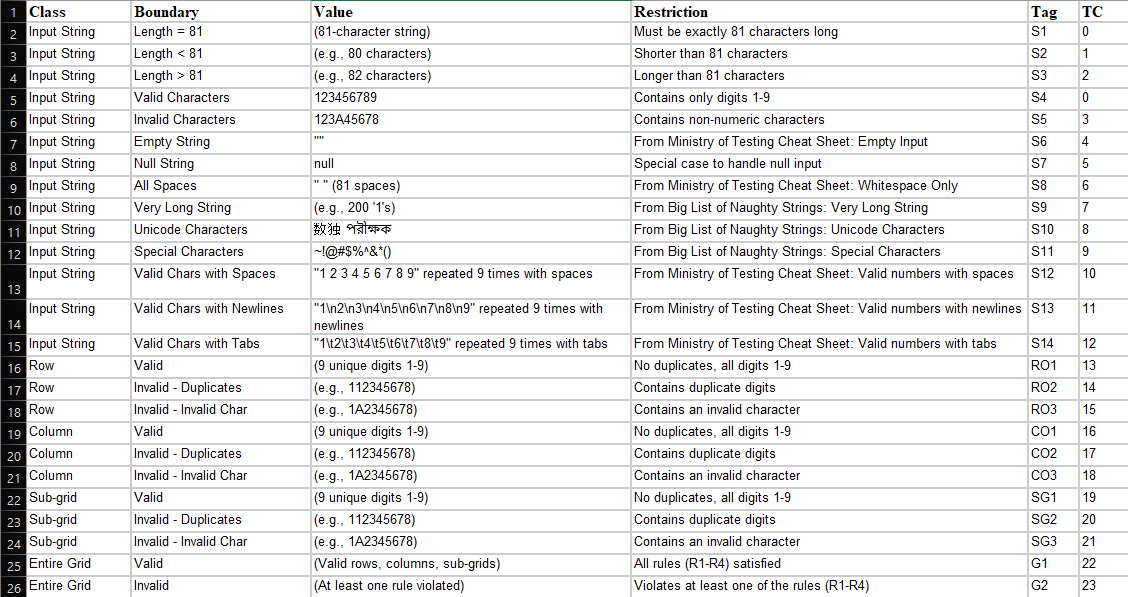 1 Class Boundary Value Restriction Tag TC
2 Input String Length = 81 (81-character string) Must be exactly 81 characters long S1 0
3 Input String Length < 81 (e.g., 80 characters) Shorter than 81 characters S2 1
4 Input String Length > 81 (e.g., 82 characters) Longer than 81 characters S3 2
5 Input String Valid Characters 123456789 Contains only digits 1-9 S4 0
6 Input String Invalid Characters 123A45678 Contains non-numeric characters S5 3
7 Input String Empty String "" From Ministry of Testing Cheat Sheet: Empty Input S6 4
8 Input String Null String null Special case to handle null input S7 5
9 Input String All Spaces " " (81 spaces) From Ministry of Testing Cheat Sheet: Whitespace Only S8 6
10 Input String Very Long String (e.g., 200 '1's) From Big List of Naughty Strings: Very Long String S9 7
11 Input String Unicode Characters 数独 পরীক্ষক From Big List of Naughty Strings: Unicode Characters S10 8
12 Input String Special Characters ~!@#$%^&*() From Big List of Naughty Strings: Special Characters S11 9
13 Input String Valid Chars with Spaces "1 2 3 4 5 6 7 8 9" repeated 9 times with spaces From Ministry of Testing Cheat Sheet: Valid numbers with spaces S12 10
14 Input String Valid Chars with Newlines "1\n2\n3\n4\n5\n6\n7\n8\n9" repeated 9 times with
newlines From Ministry of Testing Cheat Sheet: Valid numbers with newlines S13 11
15 Input String Valid Chars with Tabs "1\t2\t3\t4\t5\t6\t7\t8\t9" repeated 9 times with tabs From Ministry of Testing Cheat Sheet: Valid numbers with tabs S14 12
16 Row Valid (9 unique digits 1-9) No duplicates, all digits 1-9 RO1 13
17 Row Invalid - Duplicates (e.g., 112345678) Contains duplicate digits RO2 14
18 Row Invalid - Invalid Char (e.g., 1A2345678) Contains an invalid character RO3 15
19 Column Valid (9 unique digits 1-9) No duplicates, all digits 1-9 CO1 16
20 Column Invalid - Duplicates (e.g., 112345678) Contains duplicate digits CO2 17
21 Column Invalid - Invalid Char (e.g., 1A2345678) Contains an invalid character CO3 18
22 Sub-grid Valid (9 unique digits 1-9) No duplicates, all digits 1-9 SG1 19
23 Sub-grid Invalid - Duplicates (e.g., 112345678) Contains duplicate digits SG2 20
24 Sub-grid Invalid - Invalid Char (e.g., 1A2345678) Contains an invalid character SG3 21
25 Entire Grid Valid (Valid rows, columns, sub-grids) All rules (R1-R4) satisfied G1 22
26 Entire Grid Invalid (At least one rule violated) Violates at least one of the rules (R1-R4) G2 23